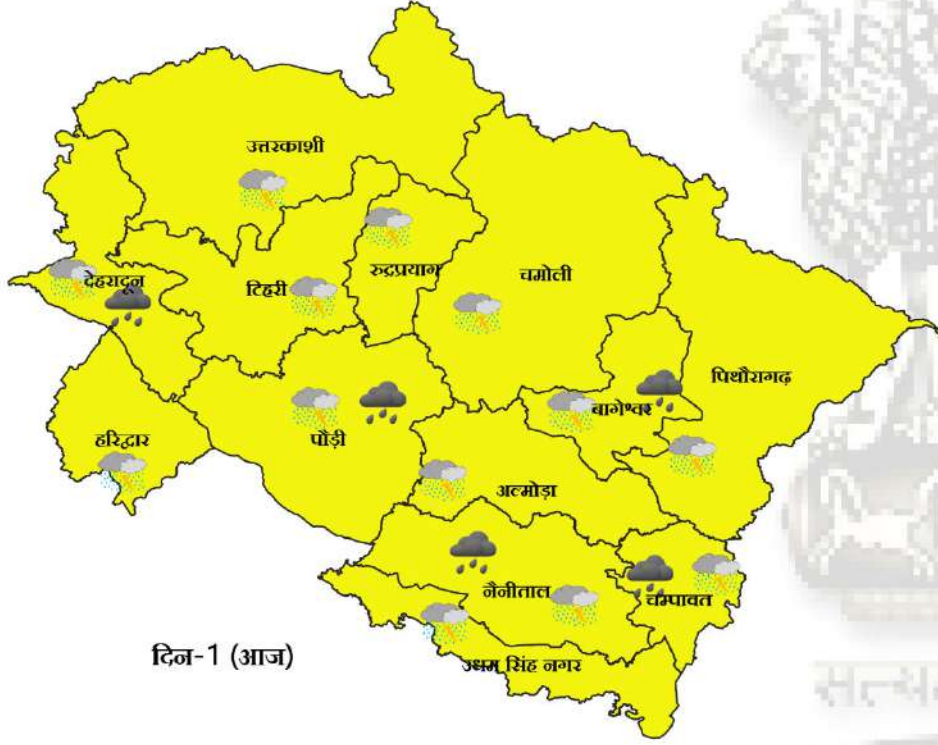 उत्तरकाशी
देहरादून
टिहरी
रुद्रप्रयाग
चमोली
पिथौरागढ़
हरिद्वार
पौड़ी
बागेश्वर
अल्मोड़ा
नैनीताल
चम्पावत
उधम सिंह नगर
दिन-1 (आज)